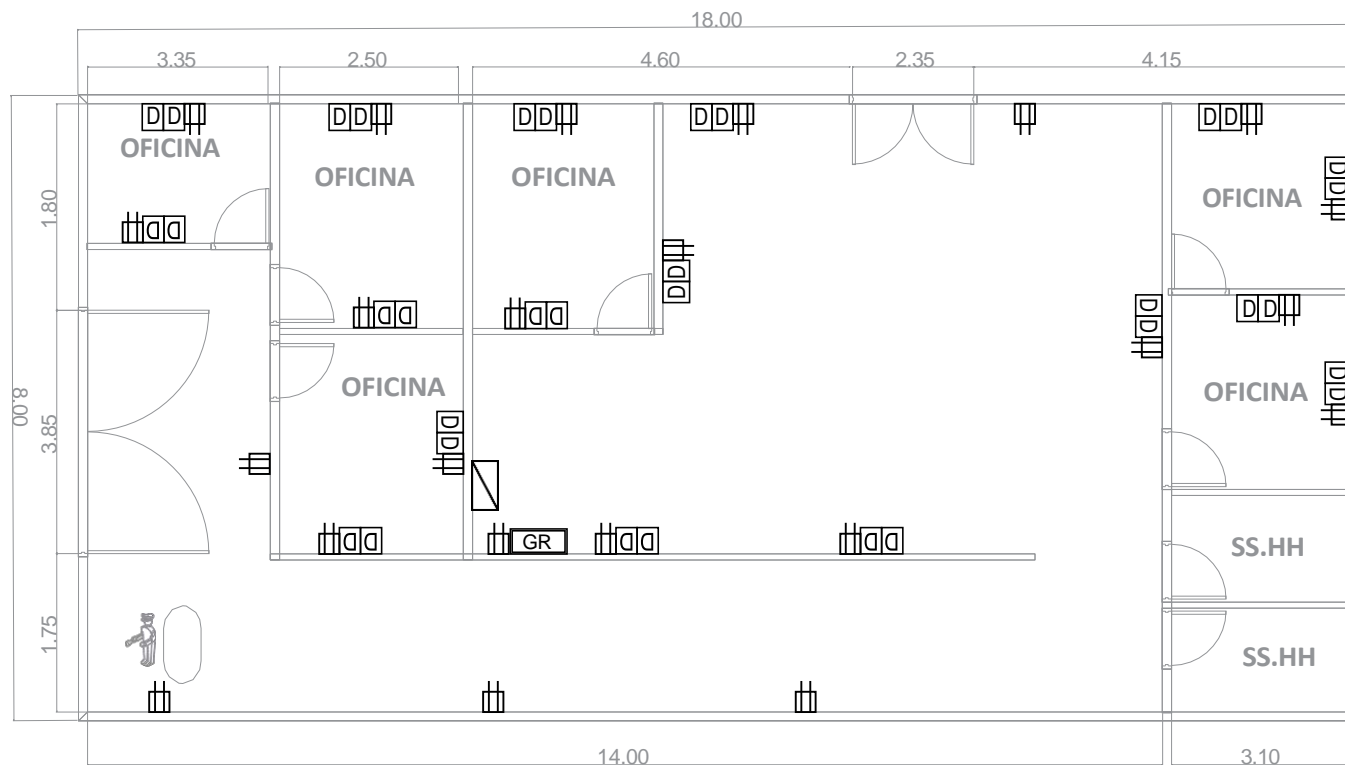 18.00
3.35
2.50
4.60
2.35
4.15
D D
D D
D D
D D
D D
OFICINA
OFICINA
OFICINA
OFICINA
D D
1.80
D D
D D
D D
D D
D D
D D
D D
OFICINA
OFICINA
D D
8.00
3.85
D D
D D
GR
D D
D D
SS.HH
1.75
SS.HH
14.00
3.10